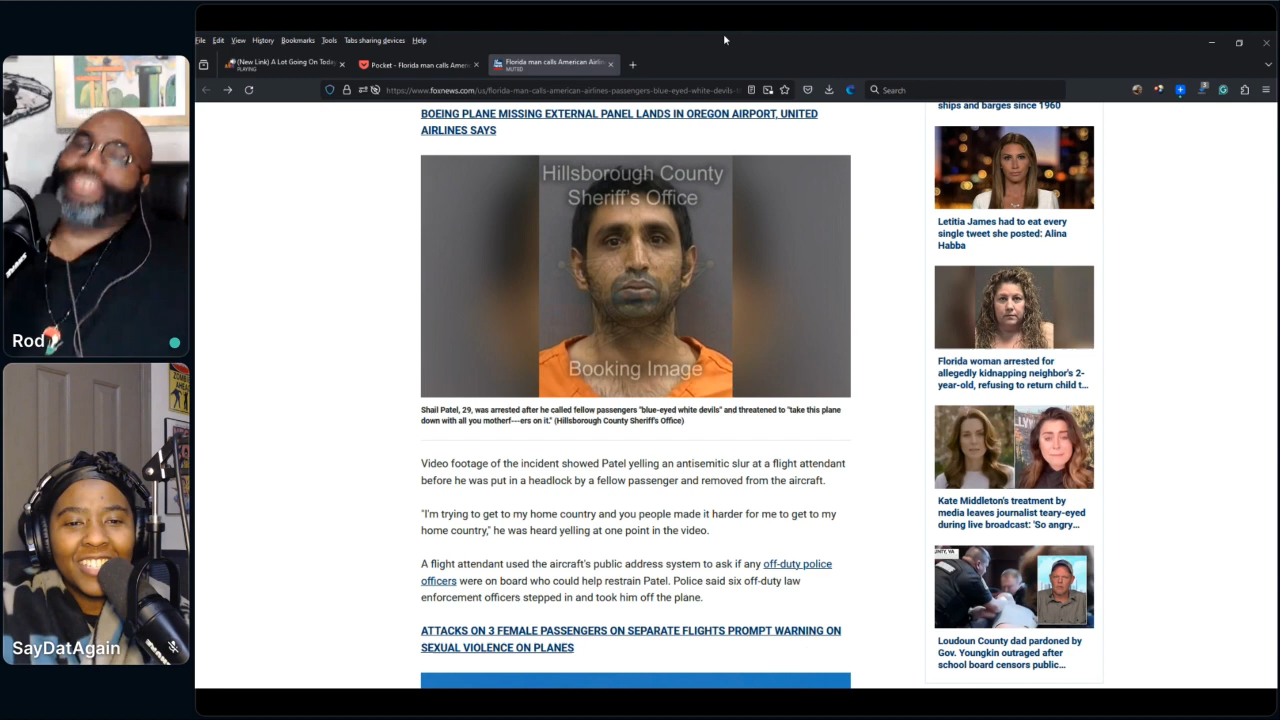 File Edit View History Bookmarks Tools Tabs sharing devices Help
(New Link) A Lot Going On Today
PLAYING
Pocket - Florida man calls Ameri
Florida man calls American Airlin
MUTED
https://www.foxnews.com/us/florida-man-calls-american-airlines-passengers-blue-eyed-white-devils-
Search
BOEING PLANE MISSING EXTERNAL PANEL LANDS IN OREGON AIRPORT, UNITED
AIRLINES SAYS
Hillsborough County
Sheriff's Office
Booking Image
Shail Patel, 29, was arrested after he called fellow passengers "blue-eyed white devils" and threatened to "take this plane
down with all you motherf---ers on it." (Hillsborough County Sheriff's Office)
Video footage of the incident showed Patel yelling an antisemitic slur at a flight attendant
before he was put in a headlock by a fellow passenger and removed from the aircraft.
"I'm trying to get to my home country and you people made it harder for me to get to my
home country," he was heard yelling at one point in the video.
A flight attendant used the aircraft's public address system to ask if any off-duty police
officers were on board who could help restrain Patel. Police said six off-duty law
enforcement officers stepped in and took him off the plane.
ATTACKS ON 3 FEMALE PASSENGERS ON SEPARATE FLIGHTS PROMPT WARNING ON
SEXUAL VIOLENCE ON PLANES
ships and barges since 1960
Letitia James had to eat every
single tweet she posted: Alina
Habba
Florida woman arrested for
allegedly kidnapping neighbor's 2-
year-old, refusing to return child t...
Kate Middleton's treatment by
media leaves journalist teary-eyed
during live broadcast: 'So angry...
Loudoun County dad pardoned by
Gov. Youngkin outraged after
school board censors public...
Rod
SayDatAgain